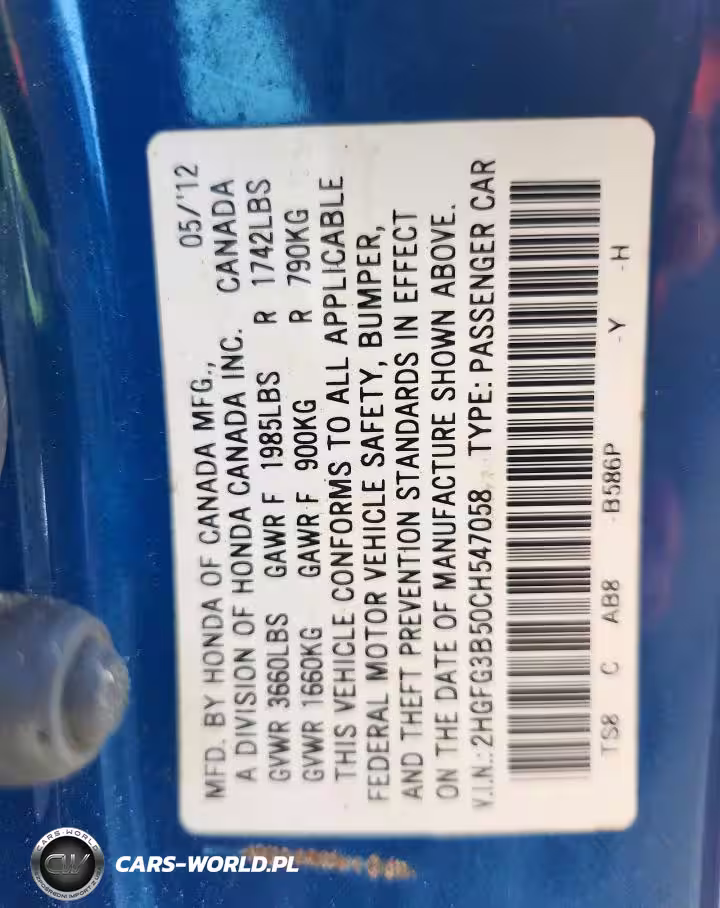 MFD. BY HONDA OF CANADA MFG., 05/'12
A DIVISION OF HONDA CANADA INC. CANADA
GVWR 3660LBS GAWR F 1985LBS R 1742LBS
GVWR 1660KG GAWR F 900KG R 790KG
THIS VEHICLE CONFORMS TO ALL APPLICABLE
FEDERAL MOTOR VEHICLE SAFETY, BUMPER,
AND THEFT PREVENTION STANDARDS IN EFFECT
ON THE DATE OF MANUFACTURE SHOWN ABOVE.
V.I.N.: 2HGFG3B50CH547058 TYPE: PASSENGER CAR
TS8 C AB8 -B586P -Y -H
CARS-WORLD
CW
CARS-WORLD.PL